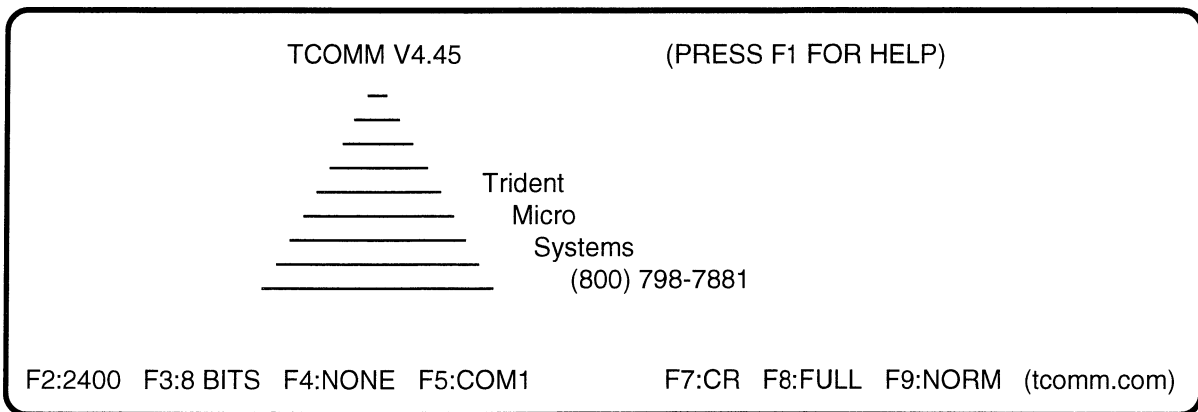 TCOMM V4.45 (PRESS F1 FOR HELP)
Trident
Micro
Systems
(800) 798-7881
F2:2400 F3:8 BITS F4:NONE F5:COM1 F7:CR F8:FULL F9:NORM (tcomm.com)